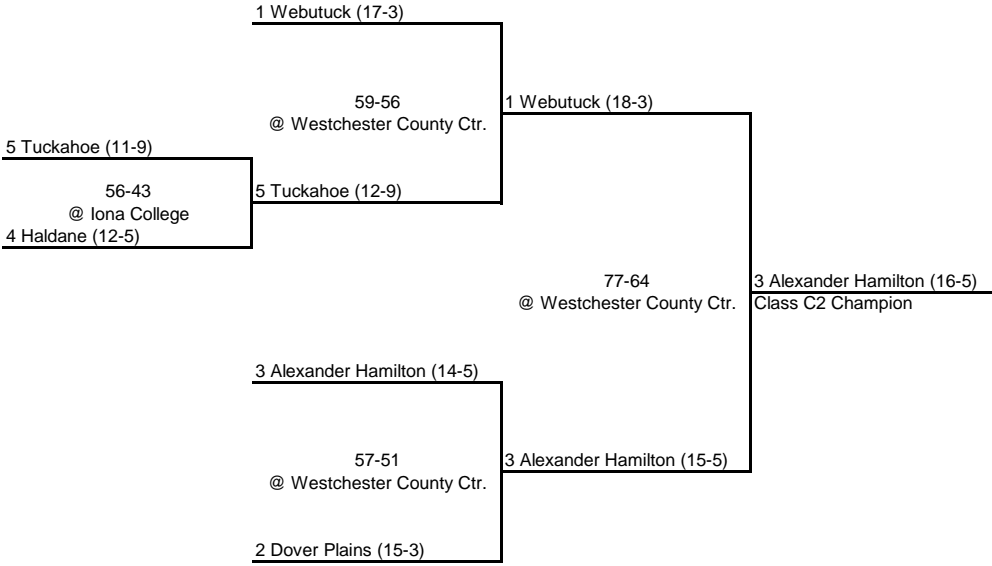 1 Webutuck (17-3)
59-56
@ Westchester County Ctr.
1 Webutuck (18-3)
5 Tuckahoe (11-9)
56-43
@ Iona College
5 Tuckahoe (12-9)
4 Haldane (12-5)
77-64
@ Westchester County Ctr.
3 Alexander Hamilton (16-5)
Class C2 Champion
3 Alexander Hamilton (14-5)
57-51
@ Westchester County Ctr.
3 Alexander Hamilton (15-5)
2 Dover Plains (15-3)